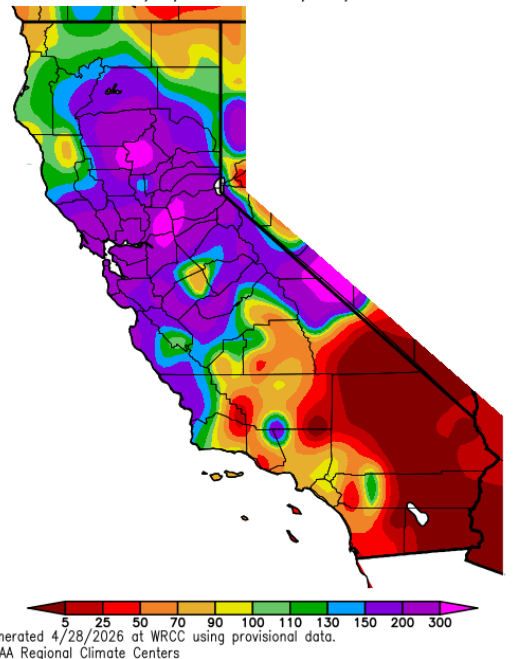 5 25 50 70 90 100 110 130 150 200 300
nerated 4/28/2026 at WRCC using provisional data.
AA Regional Climate Centers